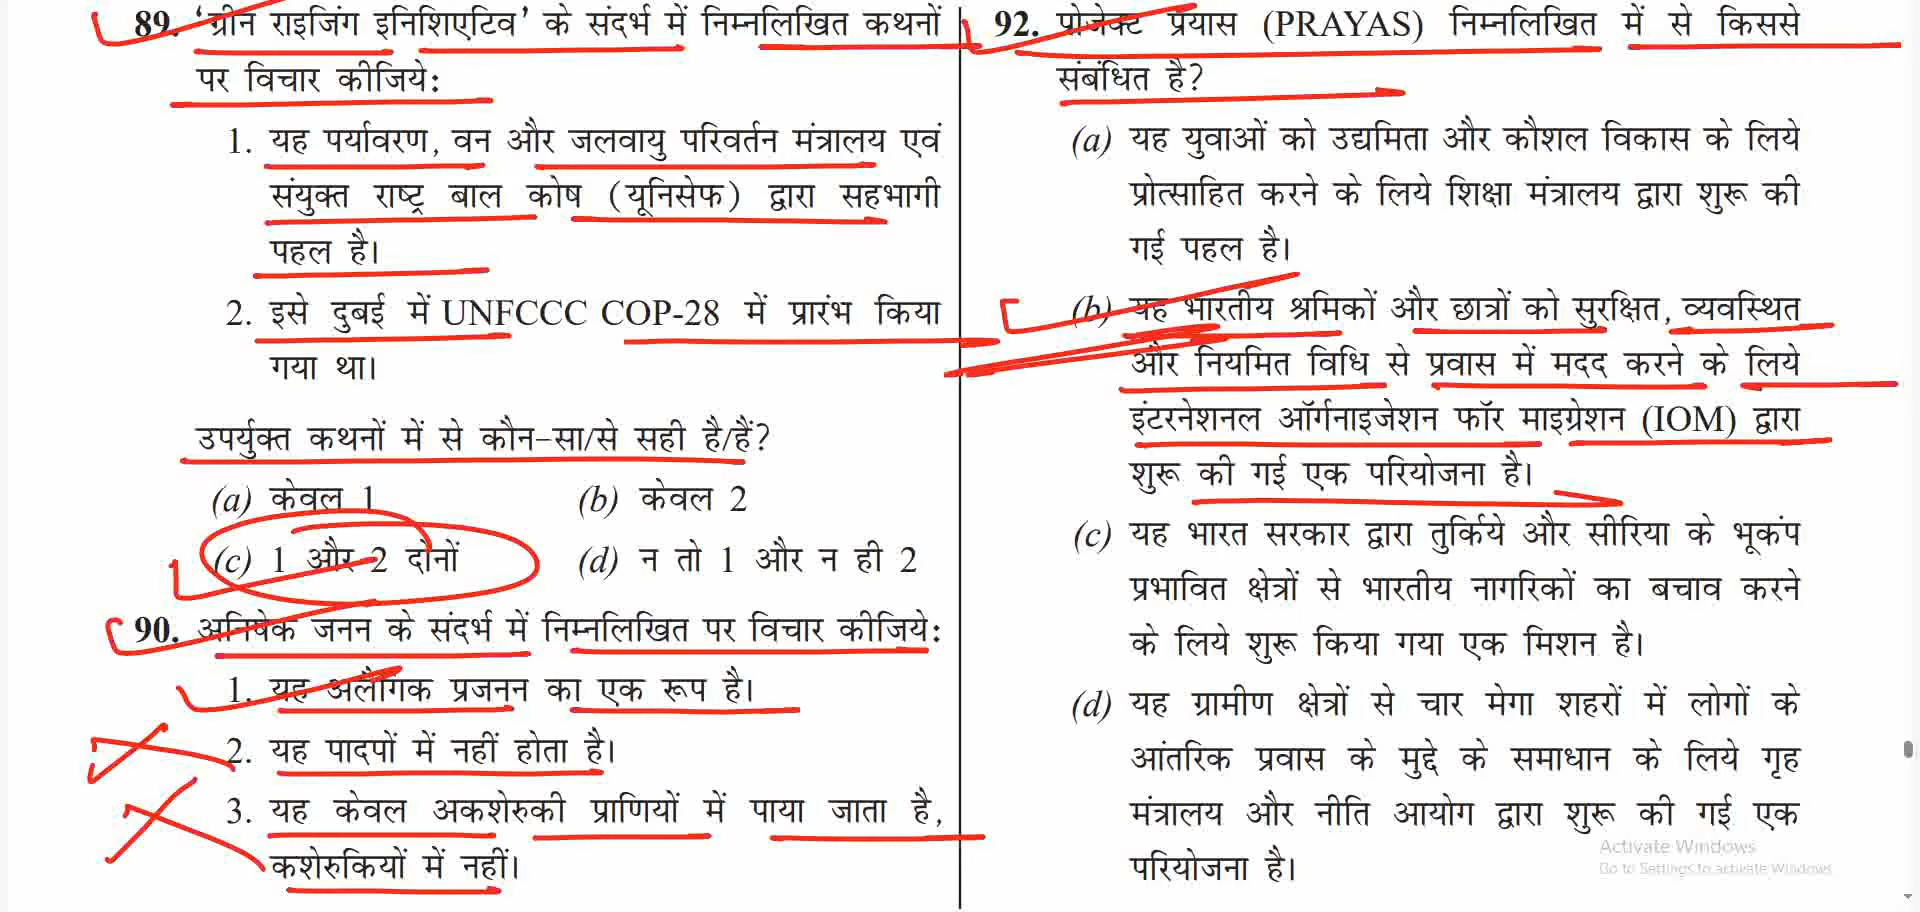 89. ‘ग्रीन राइजिंग इनिशिएटिव’ के संदर्भ में निम्नलिखित कथनों
पर विचार कीजिये:
1. यह पर्यावरण, वन और जलवायु परिवर्तन मंत्रालय एवं
संयुक्त राष्ट्र बाल कोष (यूनिसेफ) द्वारा सहभागी
पहल है।
2. इसे दुबई में UNFCCC COP-28 में प्रारंभ किया
गया था।
उपर्युक्त कथनों में से कौन-सा/से सही है/हैं?
(a) केवल 1
(b) केवल 2
(c) 1 और 2 दोनों
(d) न तो 1 और न ही 2
90. अनिषेक जनन के संदर्भ में निम्नलिखित पर विचार कीजिये:
1. यह अलैंगिक प्रजनन का एक रूप है।
2. यह पादपों में नहीं होता है।
3. यह केवल अकशेरुकी प्राणियों में पाया जाता है,
कशेरुकियों में नहीं।
92. प्रोजेक्ट प्रयास (PRAYAS) निम्नलिखित में से किससे
संबंधित है?
(a) यह युवाओं को उद्यमिता और कौशल विकास के लिये
प्रोत्साहित करने के लिये शिक्षा मंत्रालय द्वारा शुरू की
गई पहल है।
(b) यह भारतीय श्रमिकों और छात्रों को सुरक्षित, व्यवस्थित
और नियमित विधि से प्रवास में मदद करने के लिये
इंटरनेशनल ऑर्गनाइजेशन फॉर माइग्रेशन (IOM) द्वारा
शुरू की गई एक परियोजना है।
(c) यह भारत सरकार द्वारा तुर्किये और सीरिया के भूकंप
प्रभावित क्षेत्रों से भारतीय नागरिकों का बचाव करने
के लिये शुरू किया गया एक मिशन है।
(d) यह ग्रामीण क्षेत्रों से चार मेगा शहरों में लोगों के
आंतरिक प्रवास के मुद्दे के समाधान के लिये गृह
मंत्रालय और नीति आयोग द्वारा शुरू की गई एक
परियोजना है।
Activate Windows
Go to Settings to activate Windows